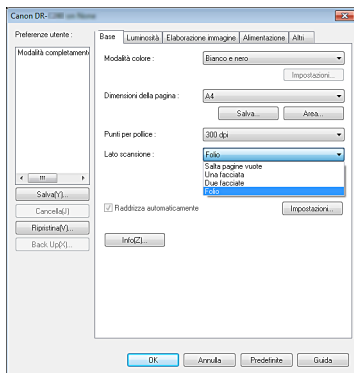 Canon DR-
Preferenze utente :
Modalità completamente
Salva(Y)...
Cancella(J)
Ripristina(V)...
Back Up(X)...
Base
Luminosità
Elaborazione immagine
Alimentazione
Altri
Modalità colore :
Bianco e nero
Impostazioni...
Dimensioni della pagina :
A4
Salva...
Area...
Punti per pollice :
300 dpi
Lato scansione :
Folio
Salta pagine vuote
Una facciata
Due facciate
Folio
Raddrizza automaticamente
Impostazioni...
Info(Z)...
OK
Annulla
Predefinite
Guida